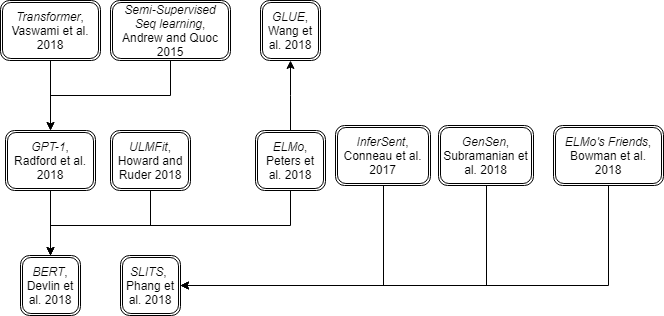 Transformer,
Vaswami et al.
2018
Semi-Supervised
Seq learning,
Andrew and Quoc
2015
GLUE,
Wang et
al. 2018
GPT-1,
Radford et al.
2018
ULMFit,
Howard and
Ruder 2018
ELMo,
Peters et
al. 2018
InferSent,
Conneau et al.
2017
GenSen,
Subramanian et
al. 2018
ELMo's Friends,
Bowman et al.
2018
BERT,
Devlin et
al. 2018
SLITS,
Phang et
al. 2018